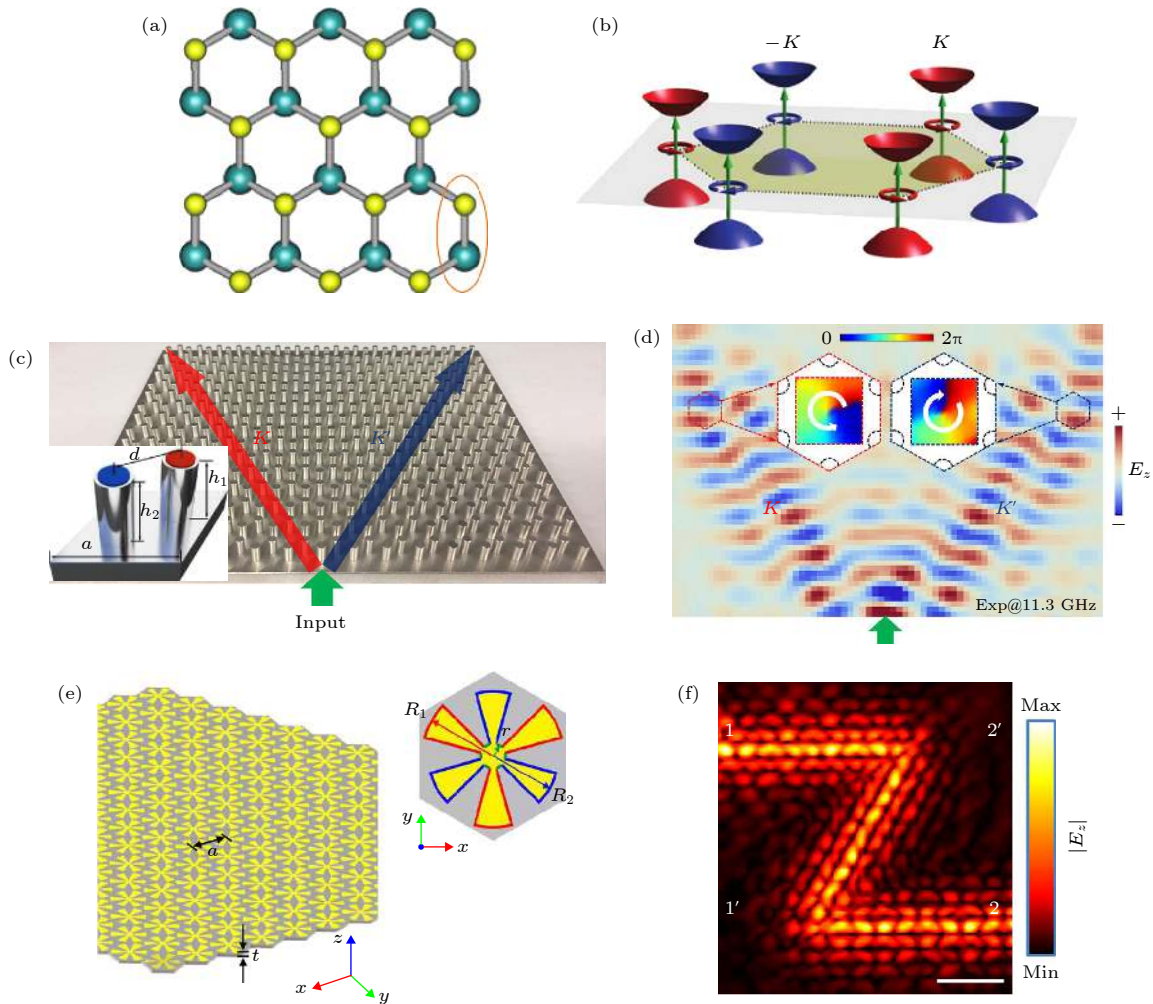 (a)
(b)
−K
K
(c)
K
K′
d
h1
h2
a
Input
(d)
0
2π
K
K′
Exp@11.3 GHz
+
Ez
−
(e)
a
t
z
x
y
R1
r
R2
y
x
(f)
1
2′
1′
2
Max
|Ez|
Min